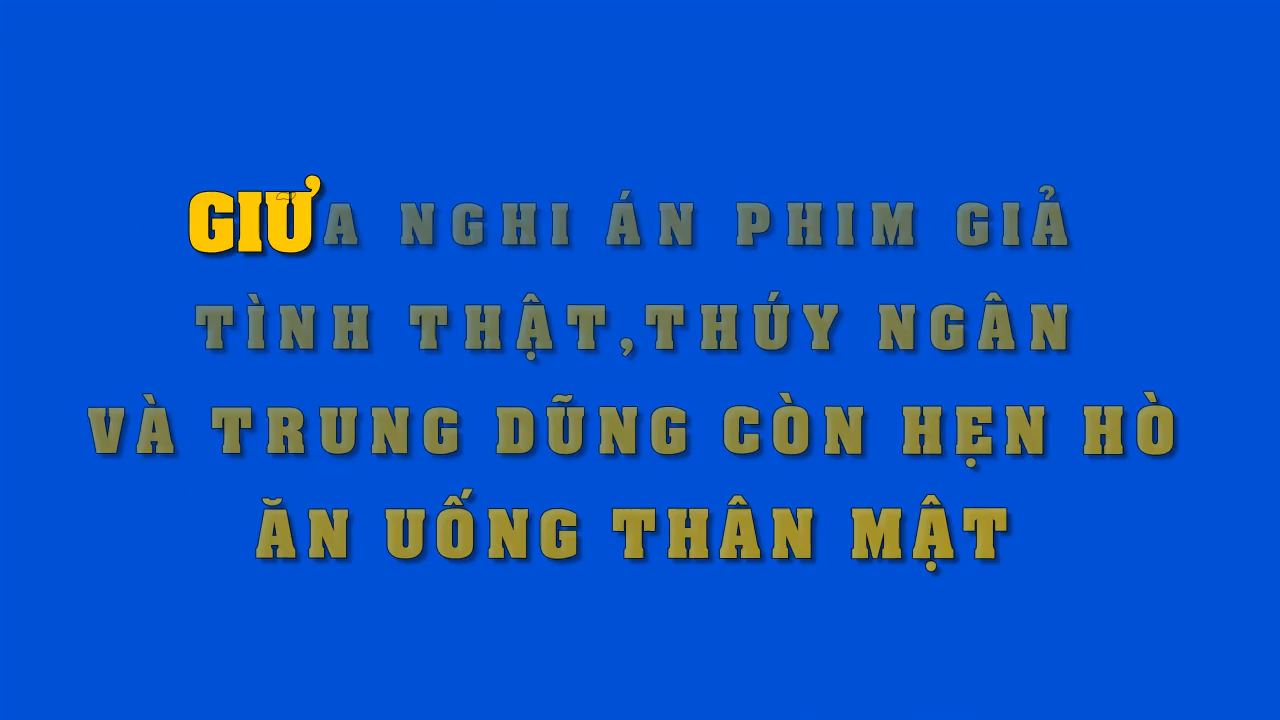 GIỮA NGHI ÁN PHIM GIẢ
TÌNH THẬT,THÚY NGÂN
VÀ TRUNG DŨNG CÒN HẸN HÒ
ĂN UỐNG THÂN MẬT